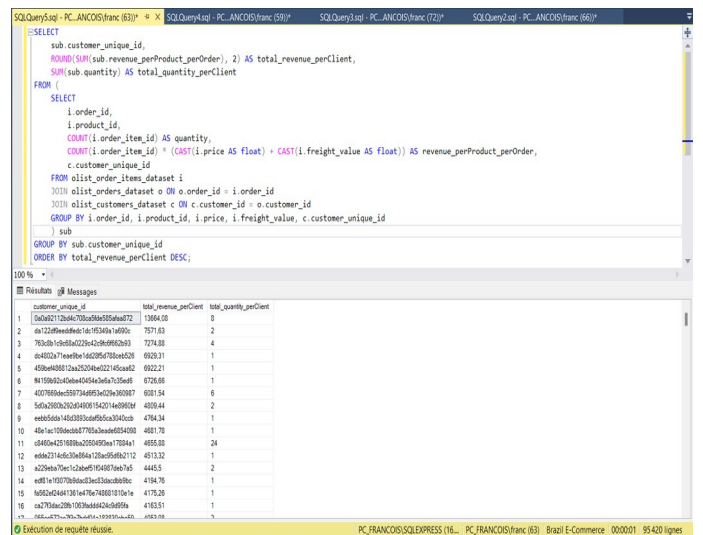 SQLQuery5.sql - PC...ANCOIS\franc (63))* SQLQuery4.sql - PC...ANCOIS\franc (59))* SQLQuery3.sql - PC...ANCOIS\franc (72))* SQLQuery2.sql - PC...ANCOIS\franc (66))*
SELECT
sub.customer_unique_id,
ROUND(SUM(sub.revenue_perProduct_perOrder), 2) AS total_revenue_perClient,
SUM(sub.quantity) AS total_quantity_perClient
FROM (
SELECT
i.order_id,
i.product_id,
COUNT(i.order_item_id) AS quantity,
COUNT(i.order_item_id) * (CAST(i.price AS float) + CAST(i.freight_value AS float)) AS revenue_perProduct_perOrder,
c.customer_unique_id
FROM olist_order_items_dataset i
JOIN olist_orders_dataset o ON o.order_id = i.order_id
JOIN olist_customers_dataset c ON c.customer_id = o.customer_id
GROUP BY i.order_id, i.product_id, i.price, i.freight_value, c.customer_unique_id
) sub
GROUP BY sub.customer_unique_id
ORDER BY total_revenue_perClient DESC;
100 %
Résultats Messages
customer_unique_id total_revenue_perClient total_quantity_perClient
1 0a0a92112bd4c708ca5fde585afaa872 13664,08 8
2 da122df9eeddfedc1dc1f5349a1a690c 7571,63 2
3 763c8b1c9c68a0229c42c9fc6f662b93 7274,88 4
4 dc4802a71eae9be1dd28f5d788ceb526 6929,31 1
5 459bef486812aa25204be022145caa62 6922,21 1
6 ff4159b92c40ebe40454e3e6a7c35ed6 6726,66 1
7 4007669dec559734d6f53e029e360987 6081,54 6
8 5d0a2980b292d049061542014e8960bf 4809,44 2
9 eebb5dda148d3893cdaf5b5ca3040ccb 4764,34 1
10 48e1ac109decbb87765a3eade6854098 4681,78 1
11 c8460e4251689ba205045f3ea17884a1 4655,88 24
12 edde2314c6c30e864a128ac95d6b2112 4513,32 1
13 a229eba70ec1c2abef51f04987deb7a5 4445,5 2
14 edf81e1f3070b9dac83ec83dacdbb9bc 4194,76 1
15 fa562ef24d41361e476e748681810e1e 4175,26 1
16 ca27f3dac28fb1063faddd424c9d95fa 4163,51 1
17
Exécution de requête réussie. PC_FRANCOIS\SQLEXPRESS (16... PC_FRANCOIS\franc (63) Brazil E-Commerce 00:00:01 95 420 lignes